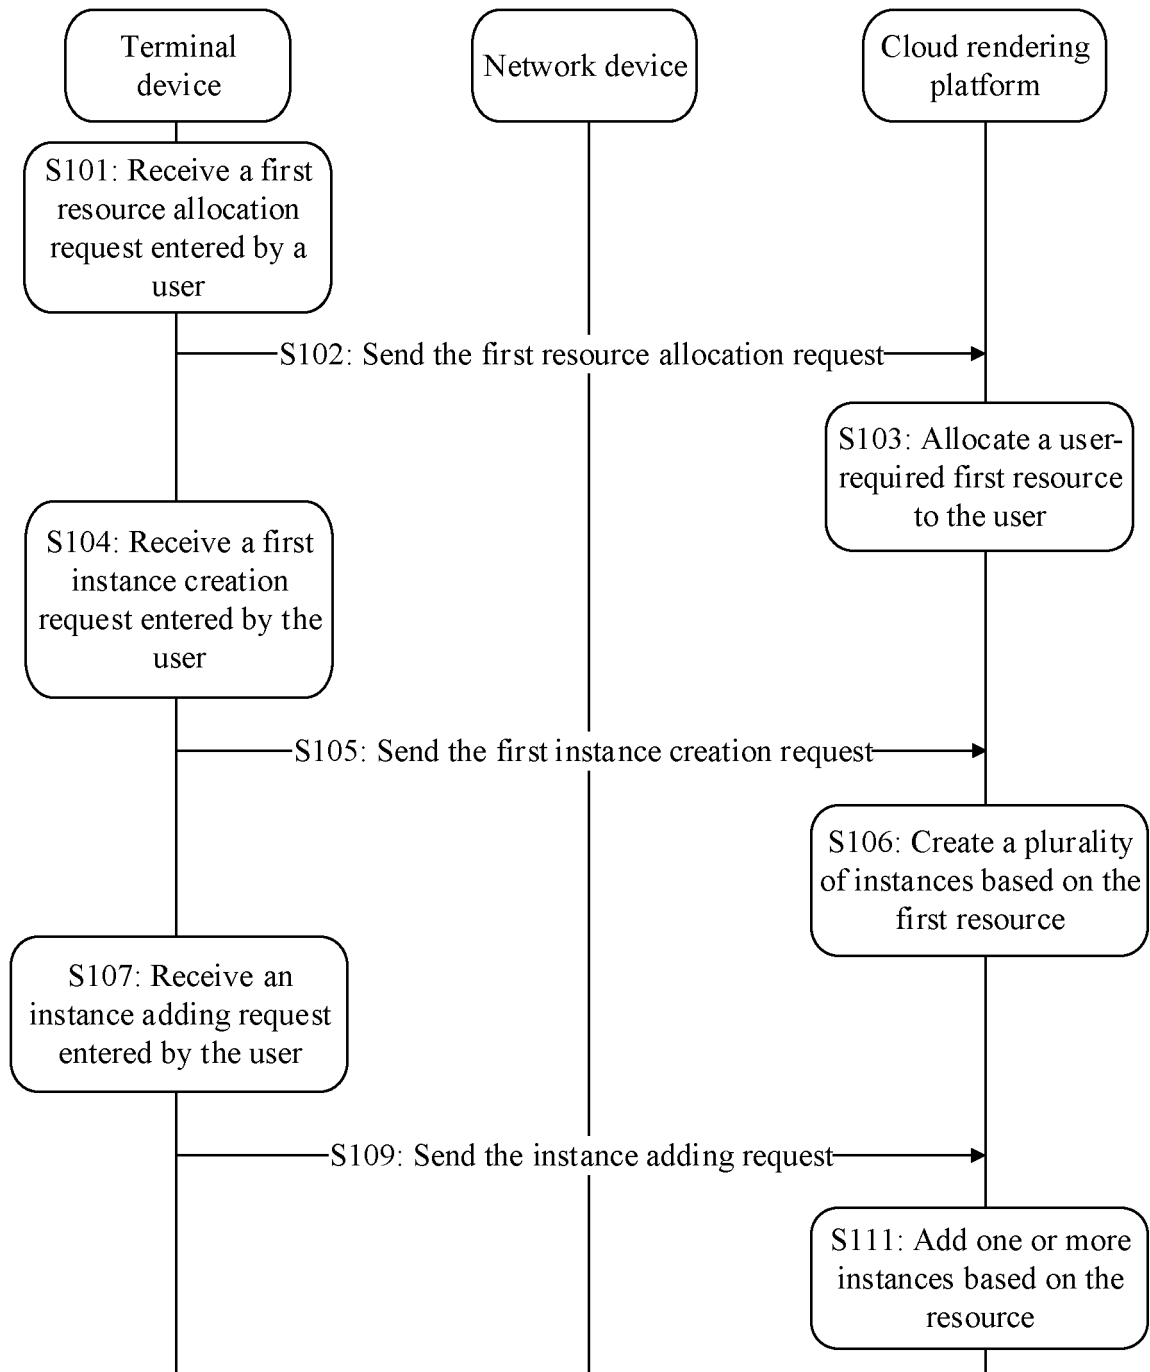 Terminal
device
Network device
Cloud rendering
platform
S101: Receive a first
resource allocation
request entered by a
user
S102: Send the first resource allocation request
S103: Allocate a user-
required first resource
to the user
S104: Receive a first
instance creation
request entered by the
user
S105: Send the first instance creation request
S106: Create a plurality
of instances based on the
first resource
S107: Receive an
instance adding request
entered by the user
S109: Send the instance adding request
S111: Add one or more
instances based on the
resource